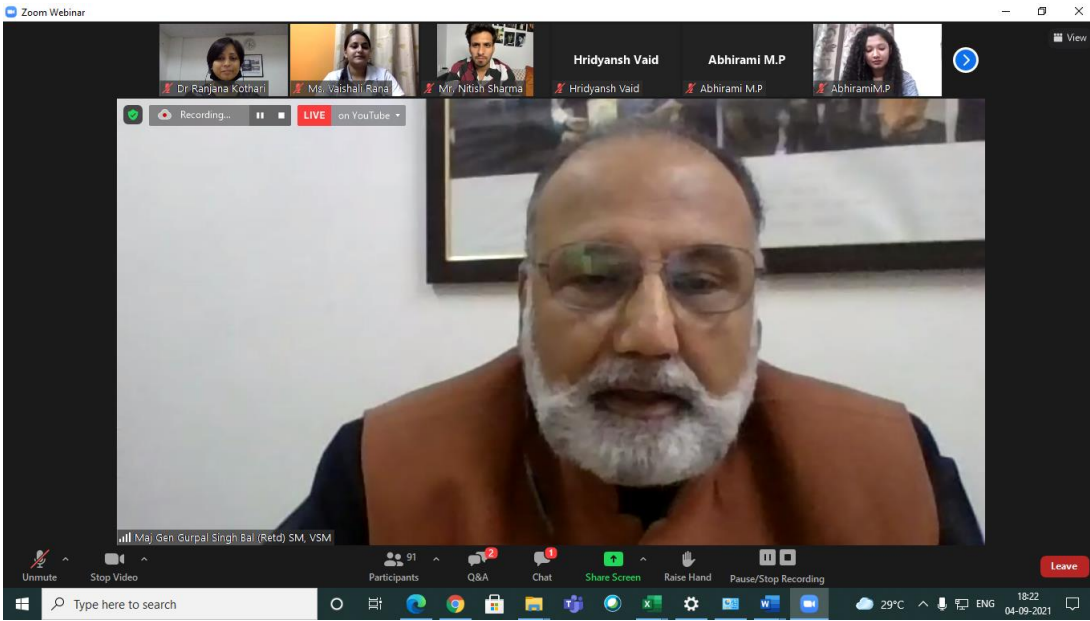 Zoom Webinar
View
Hridyansh Vaid
Abhirami M.P
Dr Ranjana Kothari
Ms. Vaishali Rana
Mr. Nitish Sharma
Hridyansh Vaid
Abhirami M.P
AbhiramiM.P
Recording...
LIVE on YouTube
Maj Gen Gurpal Singh Bal (Retd) SM, VSM
91
2
1
Unmute
Stop Video
Participants
Q&A
Chat
Share Screen
Raise Hand
Pause/Stop Recording
Leave
Type here to search
29°C
ENG
18:22
04-09-2021